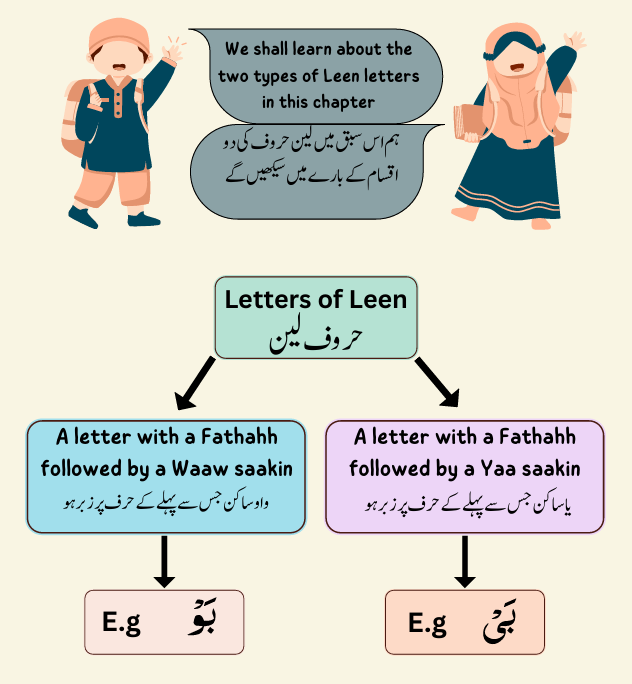 We shall learn about the
two types of Leen letters
in this chapter
ہم اس سبق میں لین حروف کی دو
اقسام کے بارے میں سیکھیں گے
Letters of Leen
حروف لین
A letter with a Fathahh
followed by a Waaw saakin
واو ساکن جس سے پہلے کے حرف پر زبر ہو
A letter with a Fathahh
followed by a Yaa saakin
یا ساکن جس سے پہلے کے حرف پر زبر ہو
E.g بَوْ
E.g بَیْ